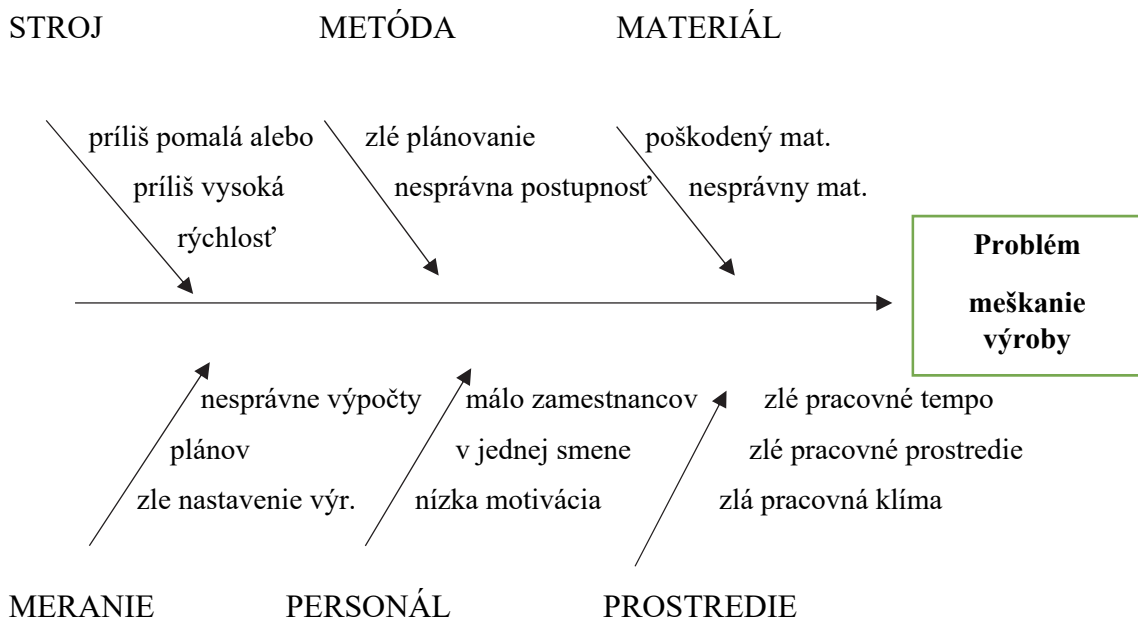 STROJ
METÓDA
MATERIÁL
príliš pomalá alebo
príliš vysoká
rýchlosť
zlé plánovanie
nesprávna postupnosť
poškodený mat.
nesprávny mat.
Problém
meškanie
výroby
nesprávne výpočty
plánov
zle nastavenie výr.
málo zamestnancov
v jednej smene
nízka motivácia
zlé pracovné tempo
zlé pracovné prostredie
zlá pracovná klíma
MERANIE
PERSONÁL
PROSTREDIE